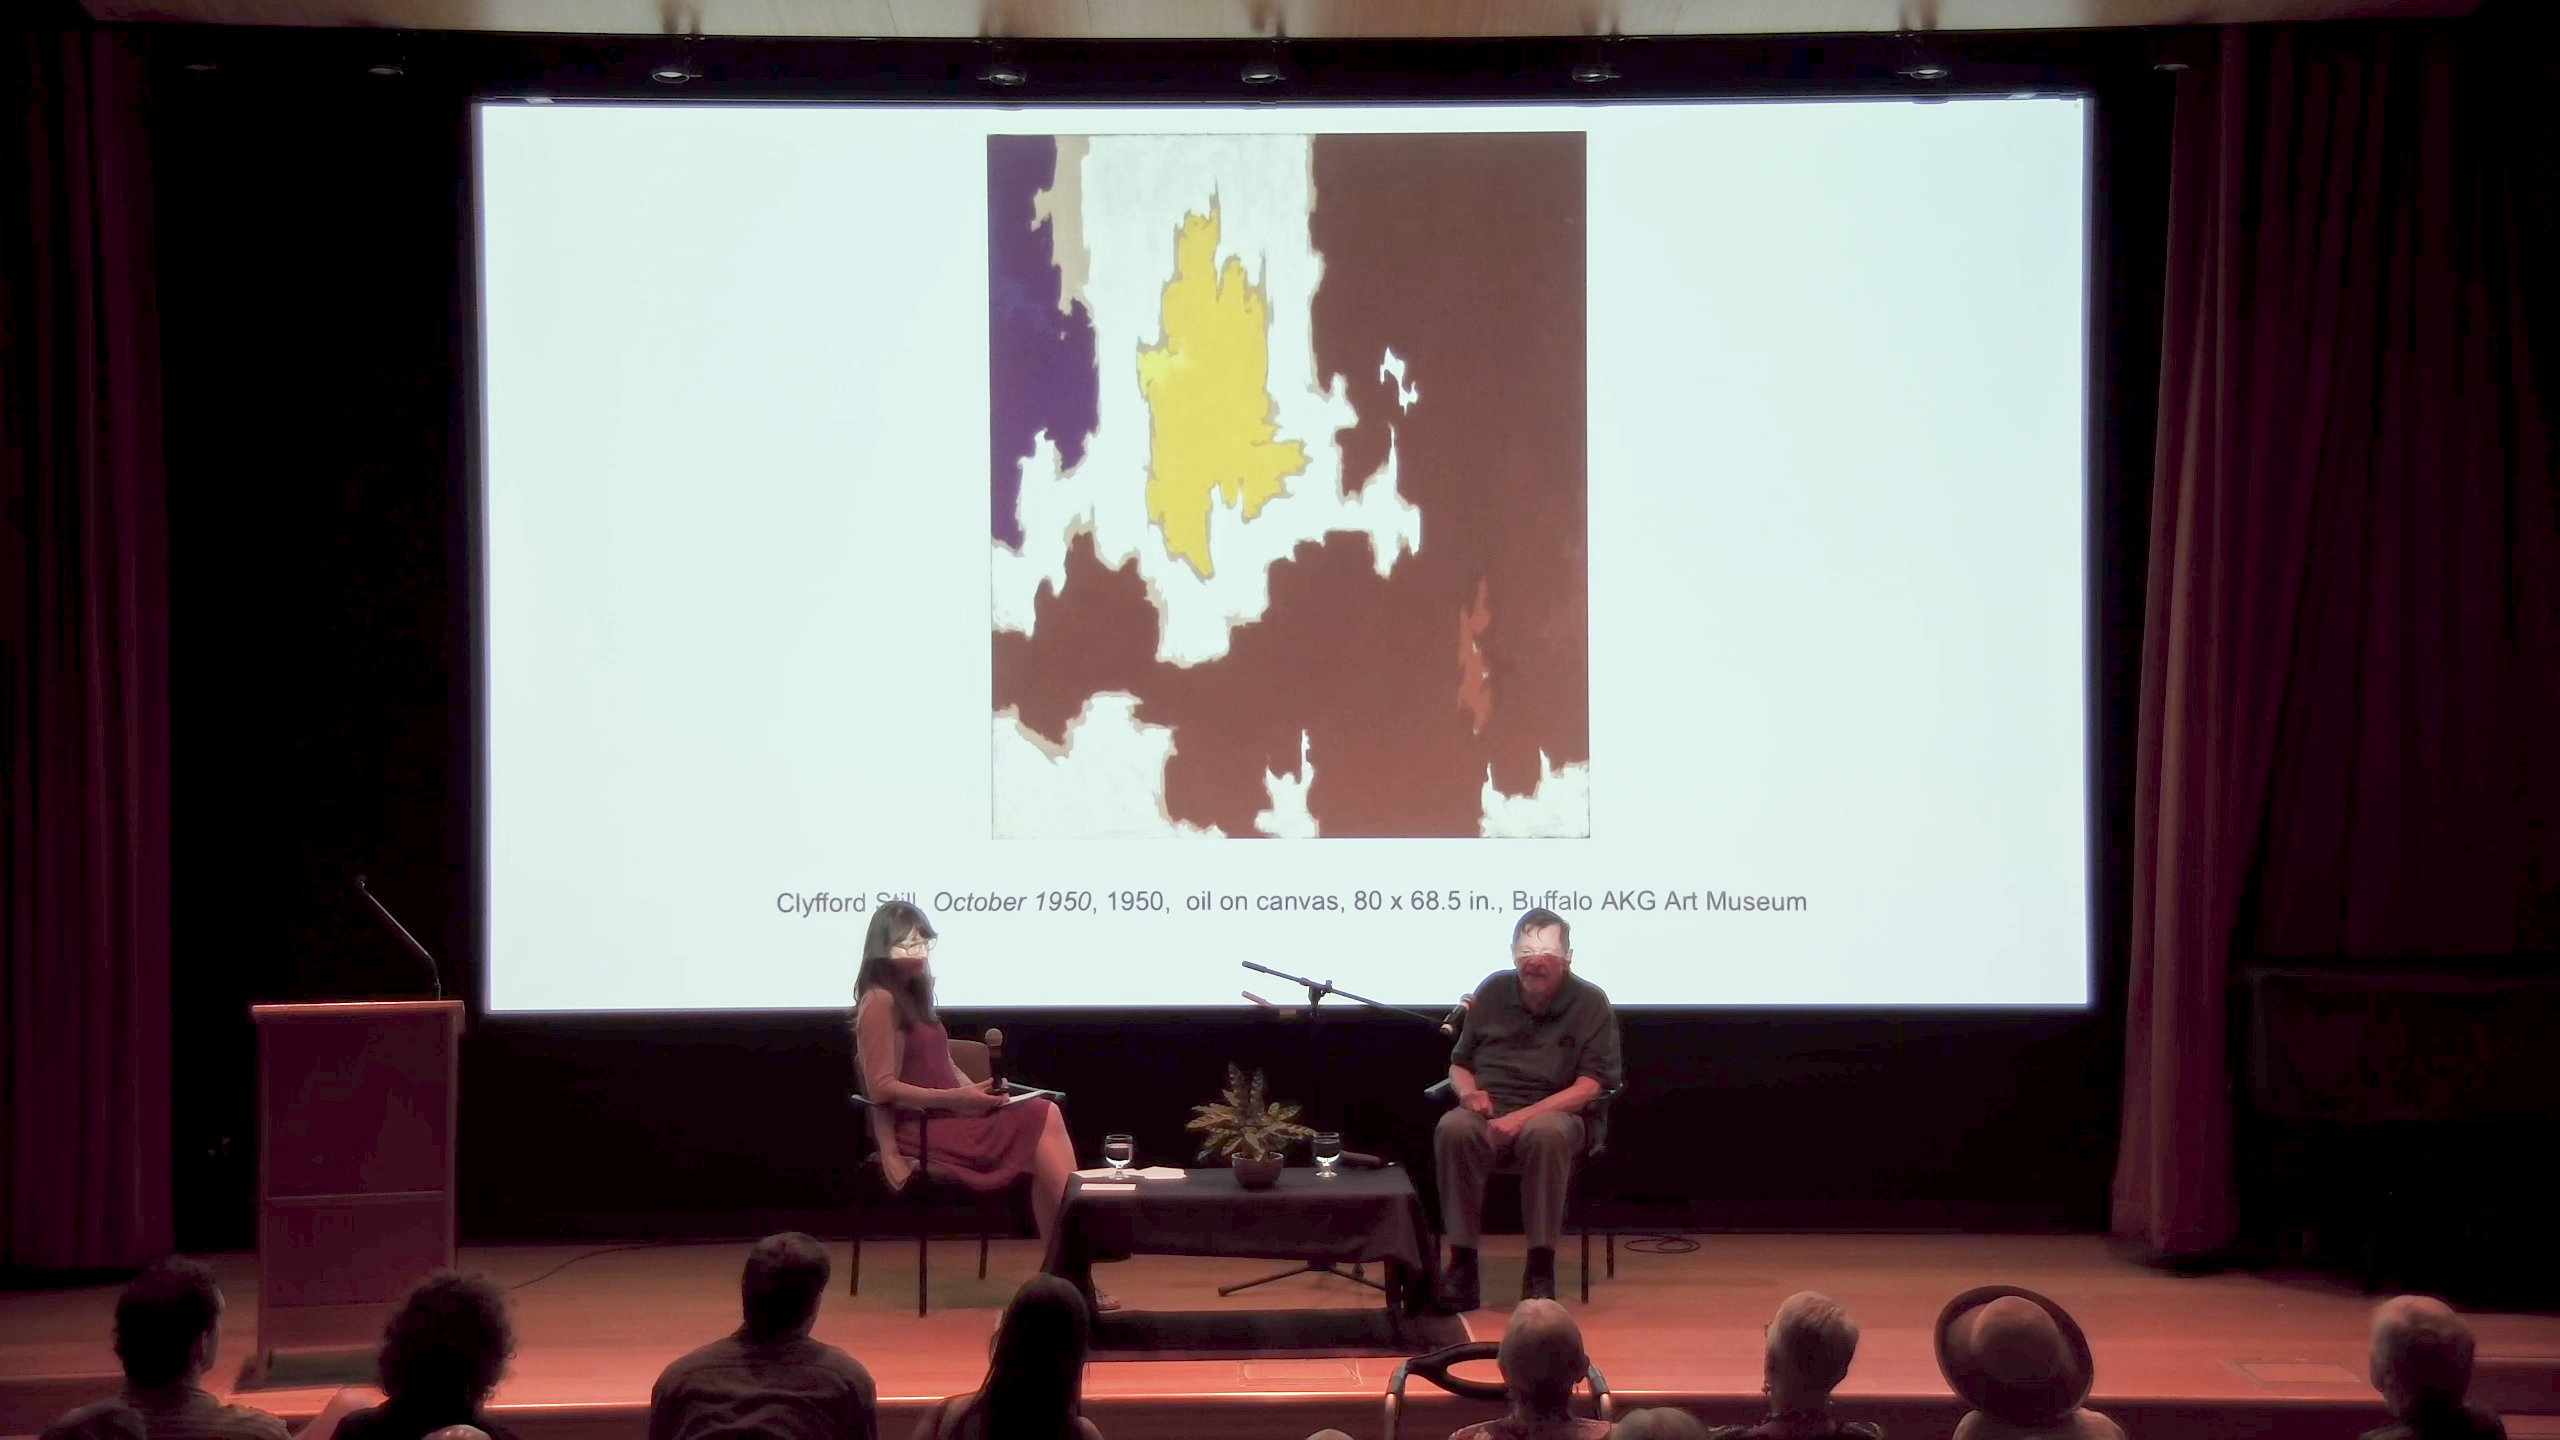 Clyfford Still, October 1950, 1950, oil on canvas, 80 x 68.5 in., Buffalo AKG Art Museum